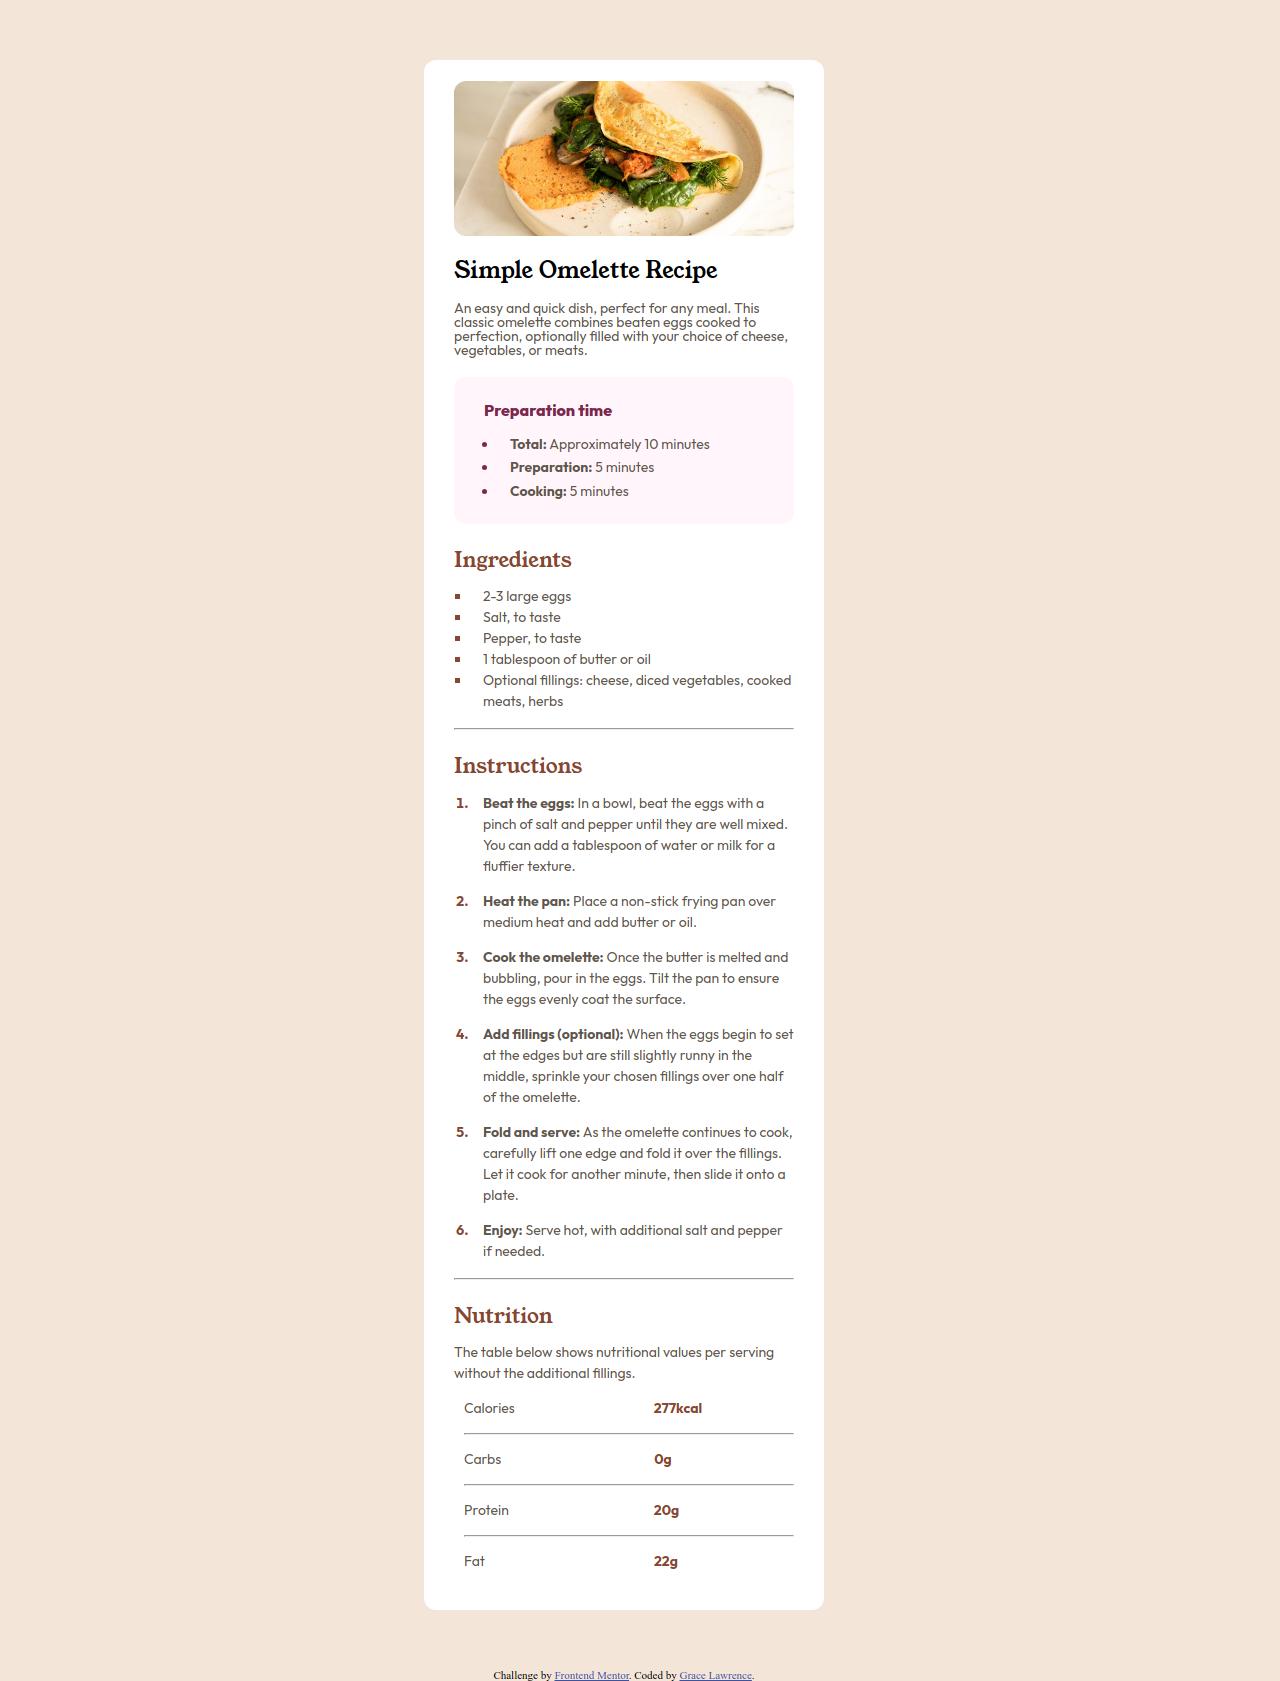 Simple Omelette Recipe
An easy and quick dish, perfect for any meal. This
classic omelette combines beaten eggs cooked to
perfection, optionally filled with your choice of cheese,
vegetables, or meats.
Preparation time
• Total: Approximately 10 minutes
• Preparation: 5 minutes
• Cooking: 5 minutes
Ingredients
▪ 2-3 large eggs
▪ Salt, to taste
▪ Pepper, to taste
▪ 1 tablespoon of butter or oil
▪ Optional fillings: cheese, diced vegetables, cooked
meats, herbs
Instructions
1. Beat the eggs: In a bowl, beat the eggs with a
pinch of salt and pepper until they are well mixed.
You can add a tablespoon of water or milk for a
fluffier texture.
2. Heat the pan: Place a non-stick frying pan over
medium heat and add butter or oil.
3. Cook the omelette: Once the butter is melted and
bubbling, pour in the eggs. Tilt the pan to ensure
the eggs evenly coat the surface.
4. Add fillings (optional): When the eggs begin to set
at the edges but are still slightly runny in the
middle, sprinkle your chosen fillings over one half
of the omelette.
5. Fold and serve: As the omelette continues to cook,
carefully lift one edge and fold it over the fillings.
Let it cook for another minute, then slide it onto a
plate.
6. Enjoy: Serve hot, with additional salt and pepper
if needed.
Nutrition
The table below shows nutritional values per serving
without the additional fillings.
Calories 277kcal
Carbs 0g
Protein 20g
Fat 22g
Challenge by Frontend Mentor. Coded by Grace Lawrence.